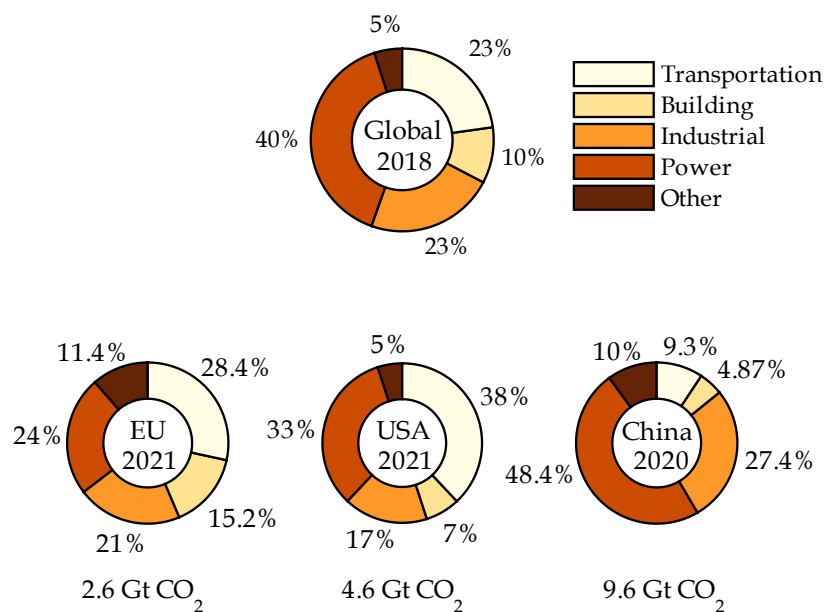 5%
23%
Global
2018
40%
10%
23%
Transportation
Building
Industrial
Power
Other
11.4%
28.4%
EU
2021
24%
15.2%
21%
2.6 Gt CO₂
5%
38%
USA
2021
33%
17%
7%
4.6 Gt CO₂
10%
9.3%
4.87%
China
2020
48.4%
27.4%
9.6 Gt CO₂